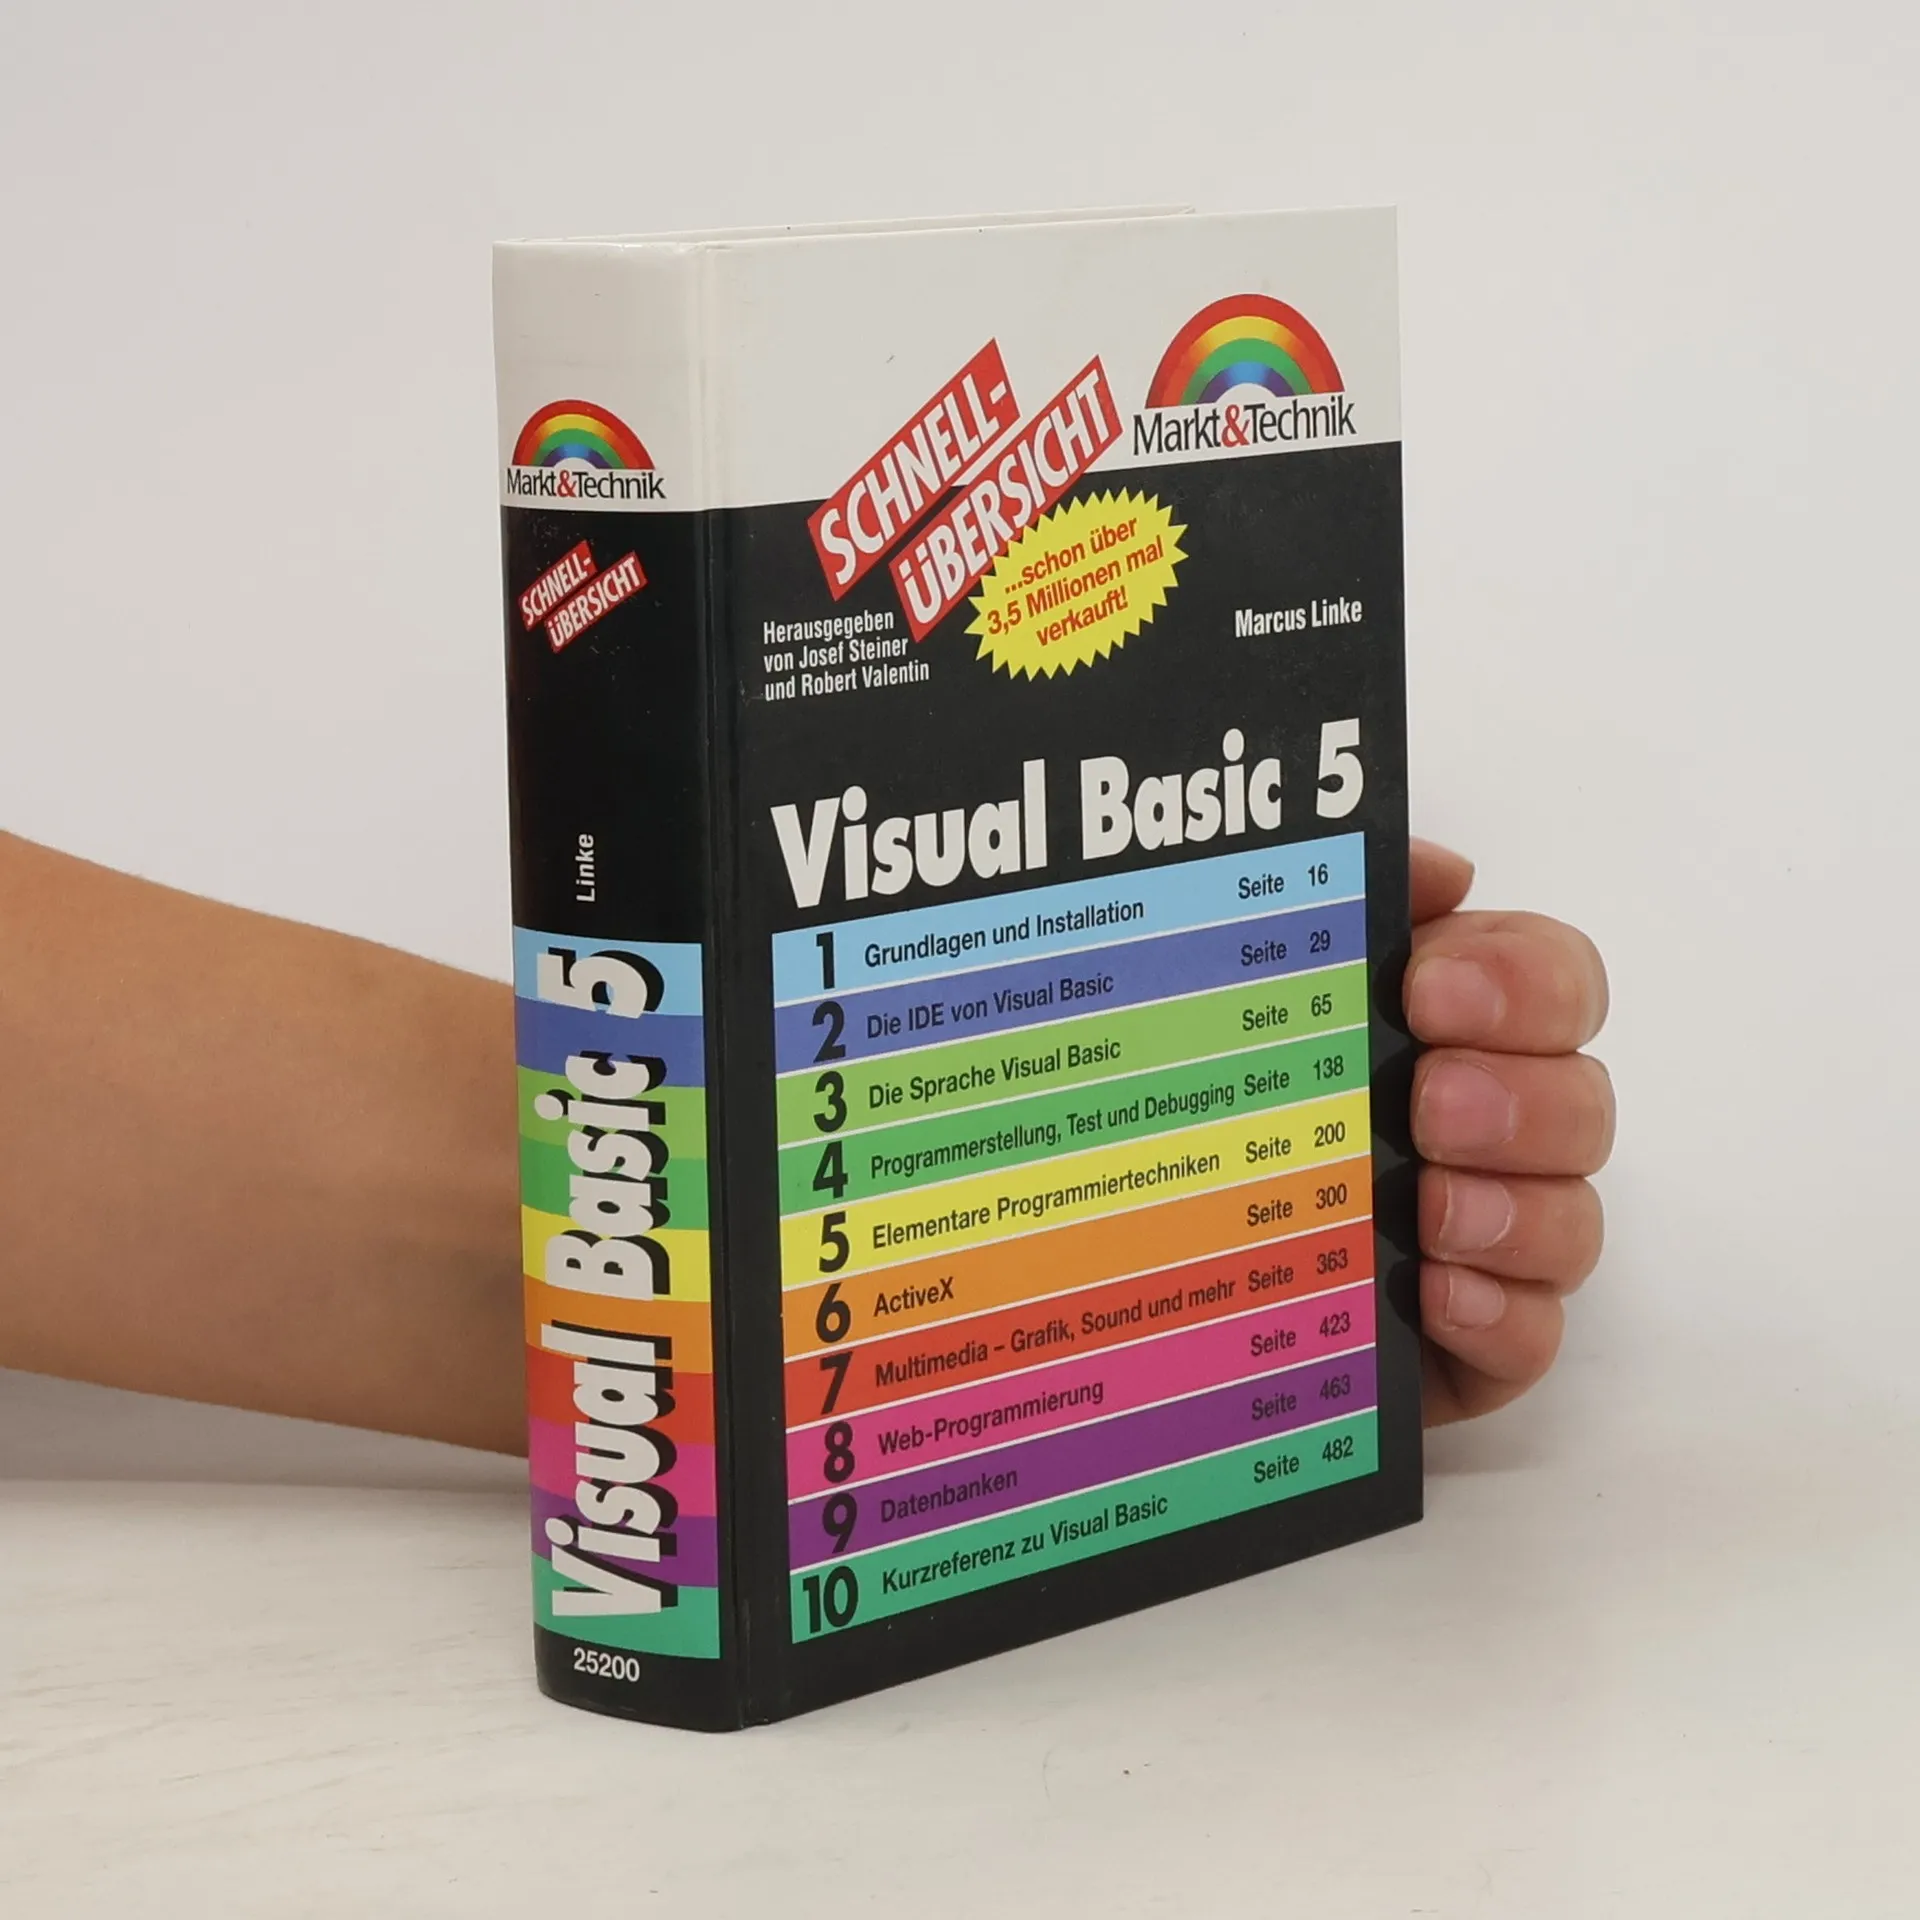 Markt&Technik
SCHNELL-
ÜBERSICHT
Linke
Visual Basic 5
25200
SCHNELL-
ÜBERSICHT
Markt&Technik
...schon über
3,5 Millionen mal
verkauft!
Herausgegeben
von Josef Steiner
und Robert Valentin
Marcus Linke
Visual Basic 5
1 Grundlagen und Installation Seite 16
2 Die IDE von Visual Basic Seite 29
3 Die Sprache Visual Basic Seite 65
4 Programmerstellung, Test und Debugging Seite 138
5 Elementare Programmiertechniken Seite 200
6 ActiveX Seite 300
7 Multimedia – Grafik, Sound und mehr Seite 363
8 Web-Programmierung Seite 423
9 Datenbanken Seite 463
10 Kurzreferenz zu Visual Basic Seite 482